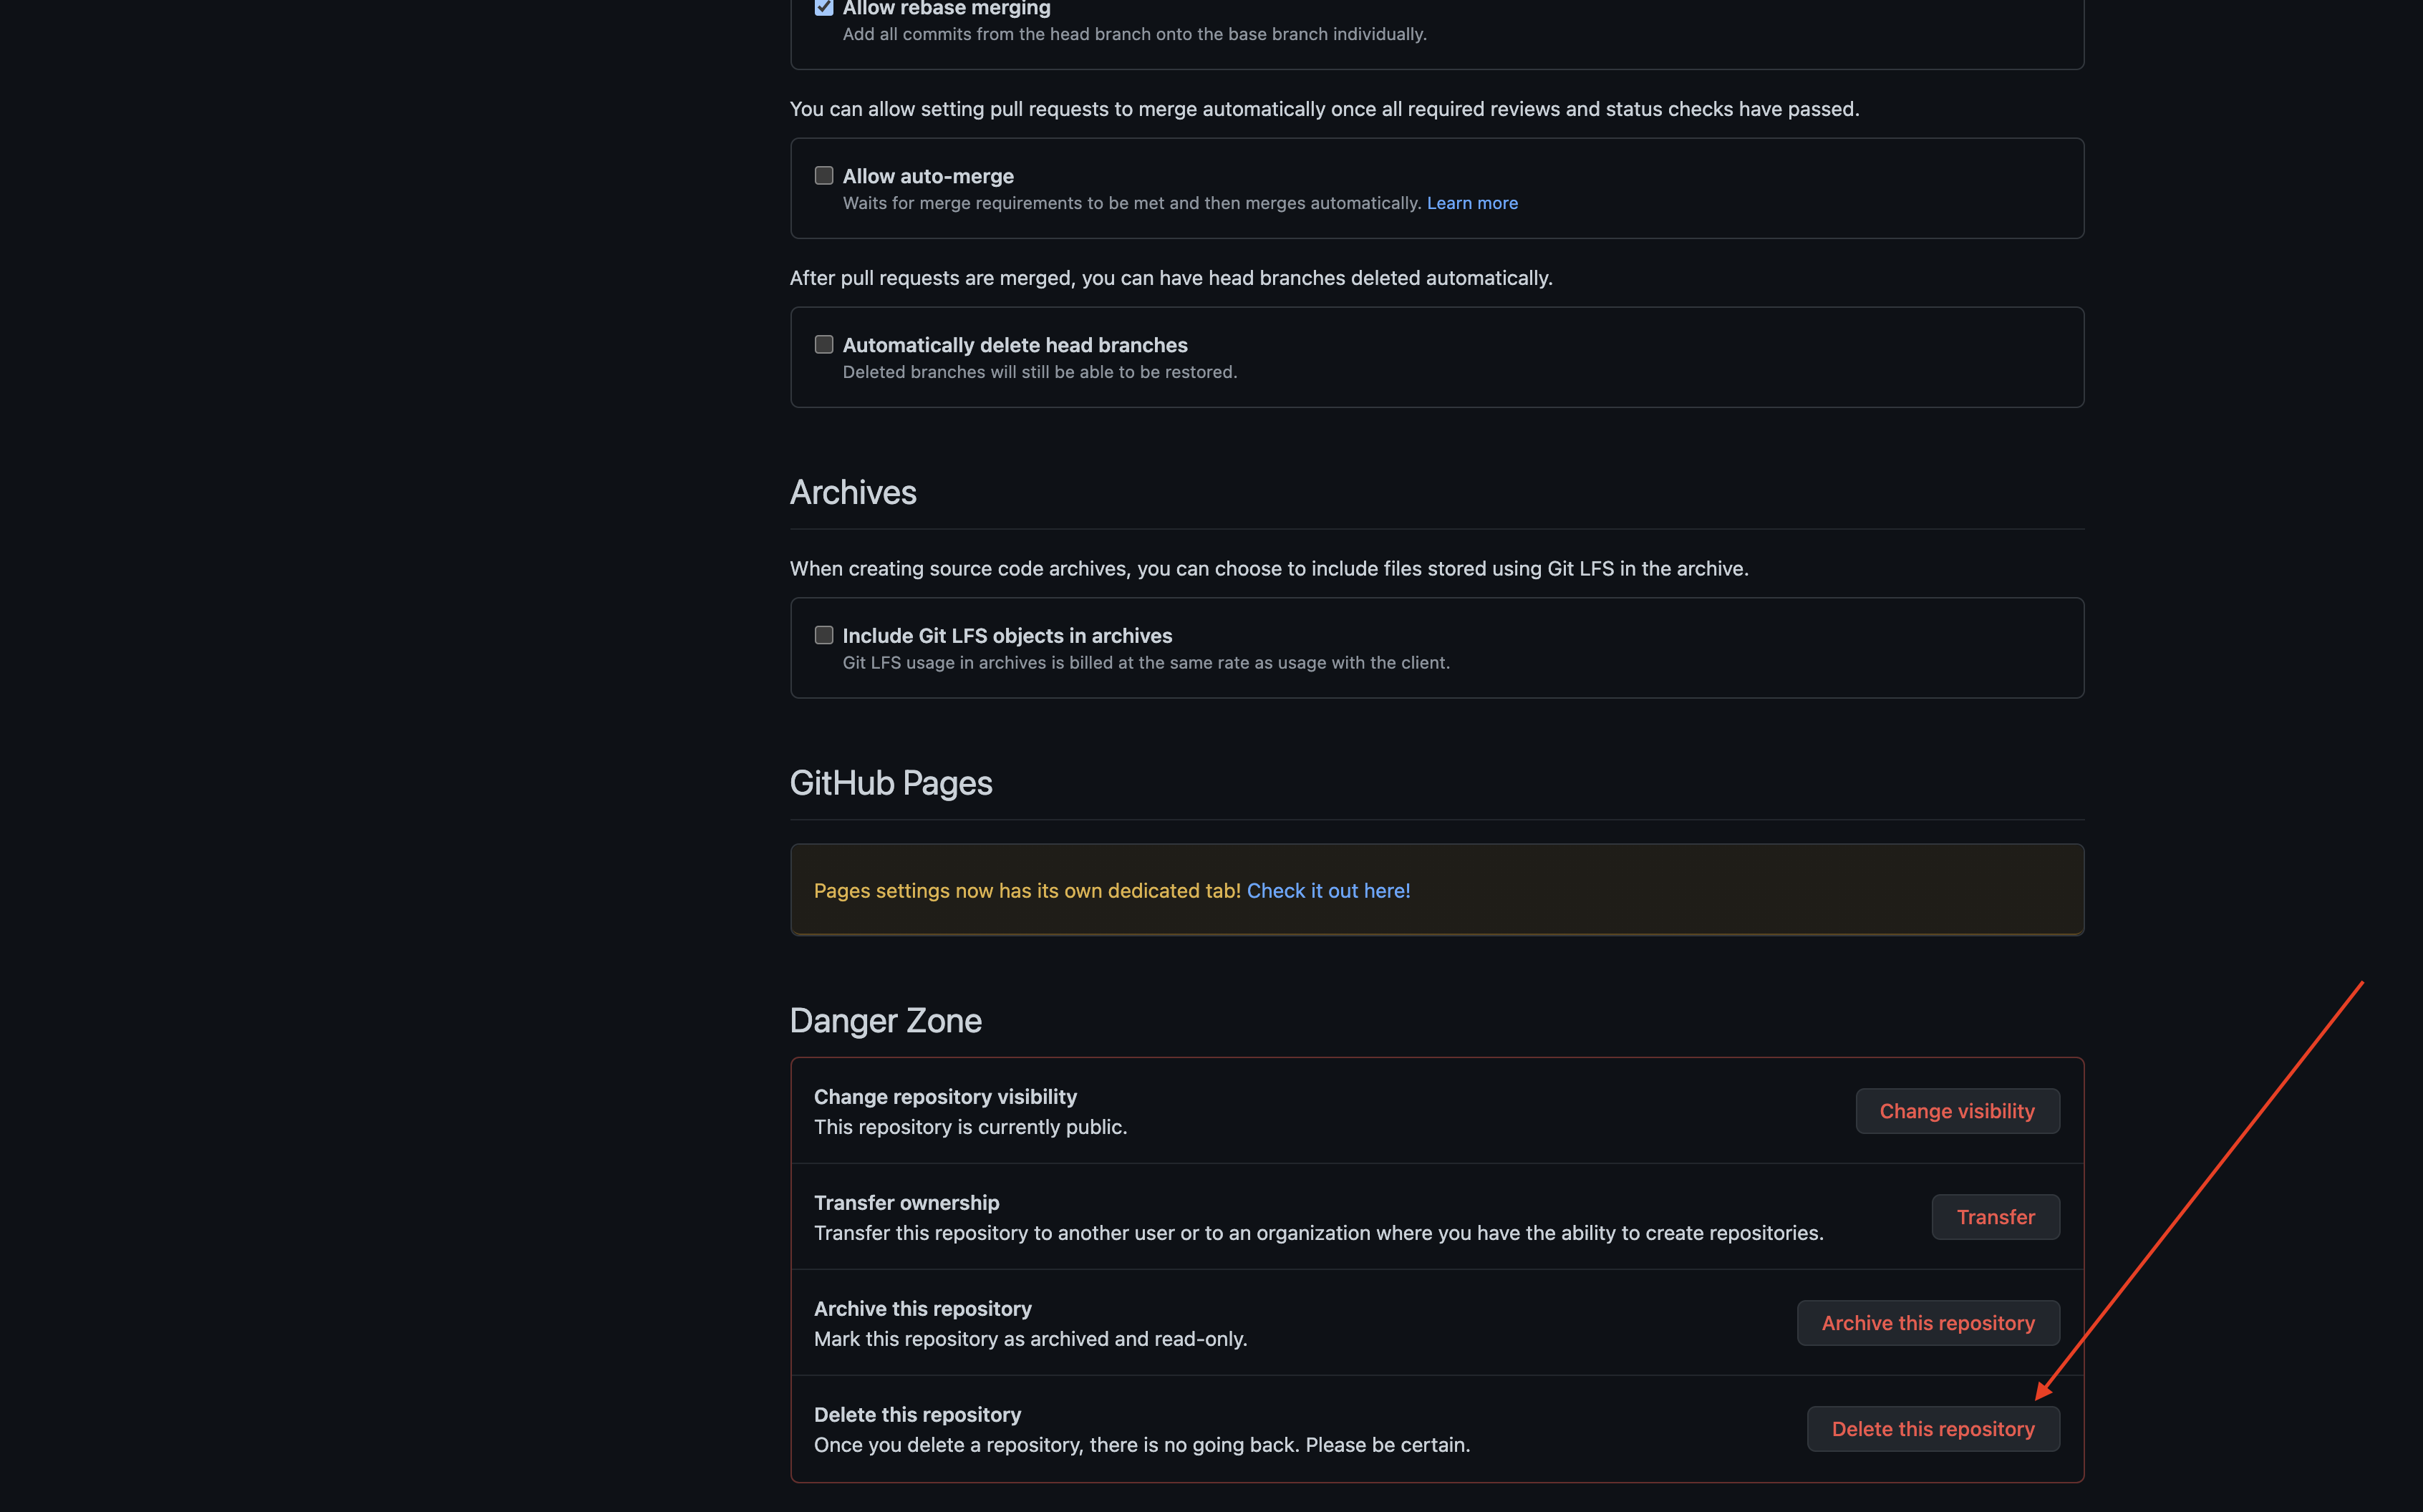 Allow rebase merging
Add all commits from the head branch onto the base branch individually.
You can allow setting pull requests to merge automatically once all required reviews and status checks have passed.
Allow auto-merge
Waits for merge requirements to be met and then merges automatically. Learn more
After pull requests are merged, you can have head branches deleted automatically.
Automatically delete head branches
Deleted branches will still be able to be restored.
Archives
When creating source code archives, you can choose to include files stored using Git LFS in the archive.
Include Git LFS objects in archives
Git LFS usage in archives is billed at the same rate as usage with the client.
GitHub Pages
Pages settings now has its own dedicated tab! Check it out here!
Danger Zone
Change repository visibility
This repository is currently public.
Change visibility
Transfer ownership
Transfer this repository to another user or to an organization where you have the ability to create repositories.
Transfer
Archive this repository
Mark this repository as archived and read-only.
Archive this repository
Delete this repository
Once you delete a repository, there is no going back. Please be certain.
Delete this repository